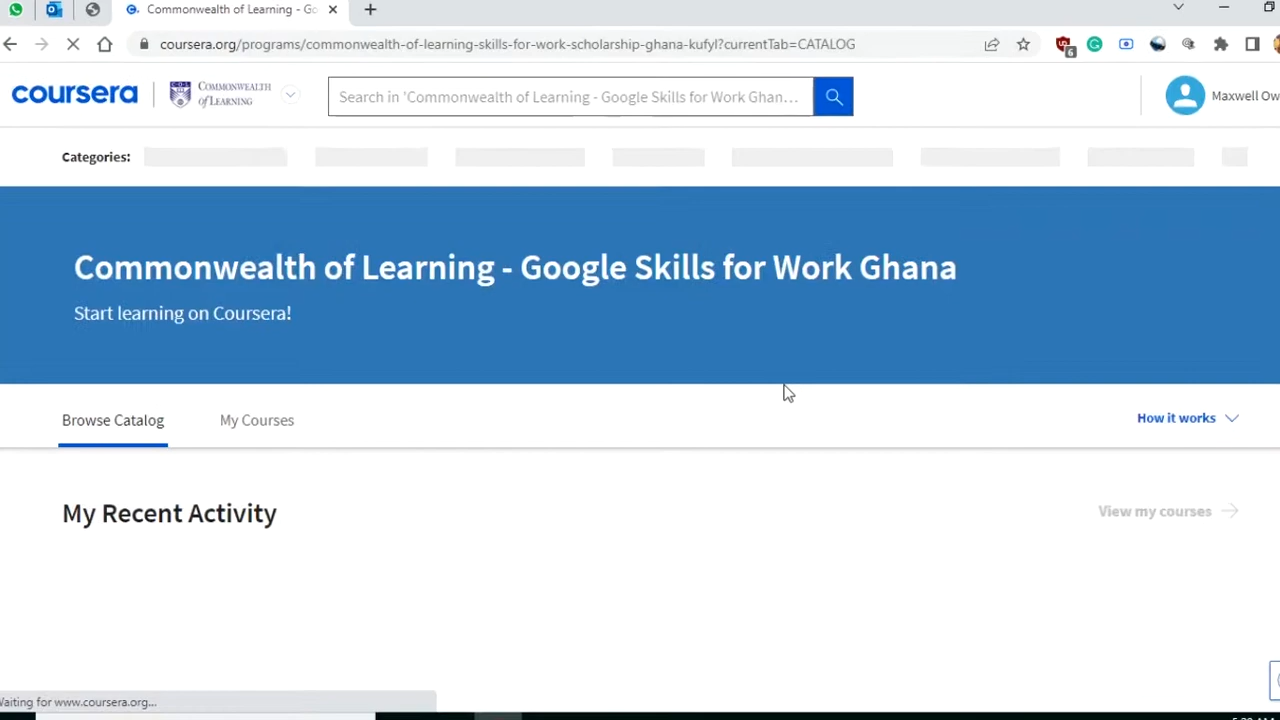 Commonwealth of Learning - Go
coursera.org/programs/commonwealth-of-learning-skills-for-work-scholarship-ghana-kufyl?currentTab=CATALOG
6
coursera
COMMONWEALTH
of LEARNING
Search in 'Commonwealth of Learning - Google Skills for Work Ghan...
Maxwell Ow
Categories:
Commonwealth of Learning - Google Skills for Work Ghana
Start learning on Coursera!
Browse Catalog
My Courses
How it works
My Recent Activity
View my courses
Waiting for www.coursera.org...